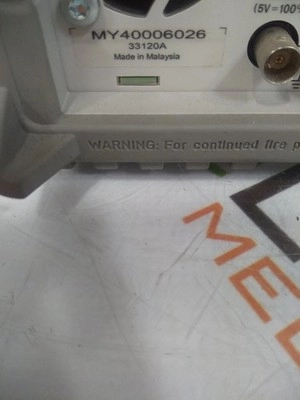 (5V=100%
MY40006026
33120A
Made in Malaysia
WARNING: For continued fire p
ME